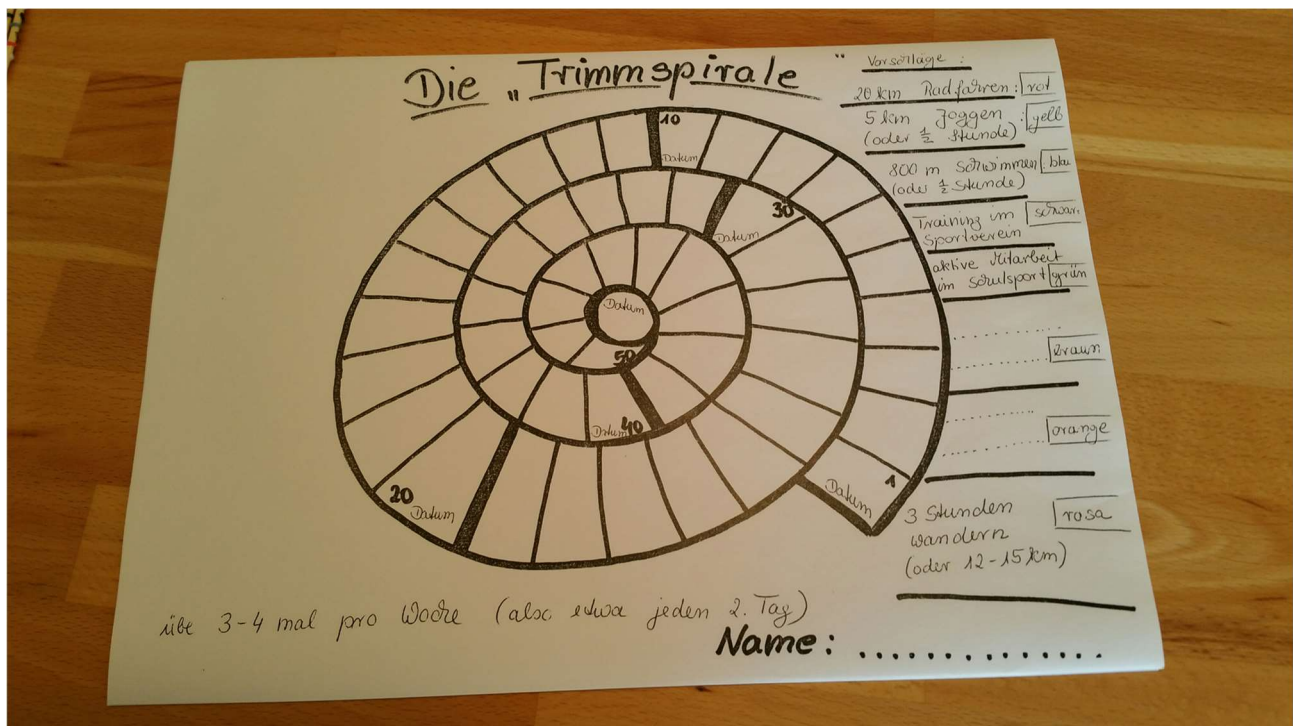 Die „Trimmspirale“
Vorschläge :
20 km Radfahren : rot
5 km Joggen : gelb
(oder 1/2 Stunde)
800 m Schwimmen : blau
(oder 1/2 Stunde)
Training im schwarz
Sportverein
aktive Mitarbeit
im Schulsport grün
braun
orange
3 Stunden rosa
wandern
(oder 12-15 km)
10
Datum
30
Datum
Datum
50
Datum 40
20
Datum
1
Datum
übe 3-4 mal pro Woche (also etwa jeden 2. Tag)
Name: ..............